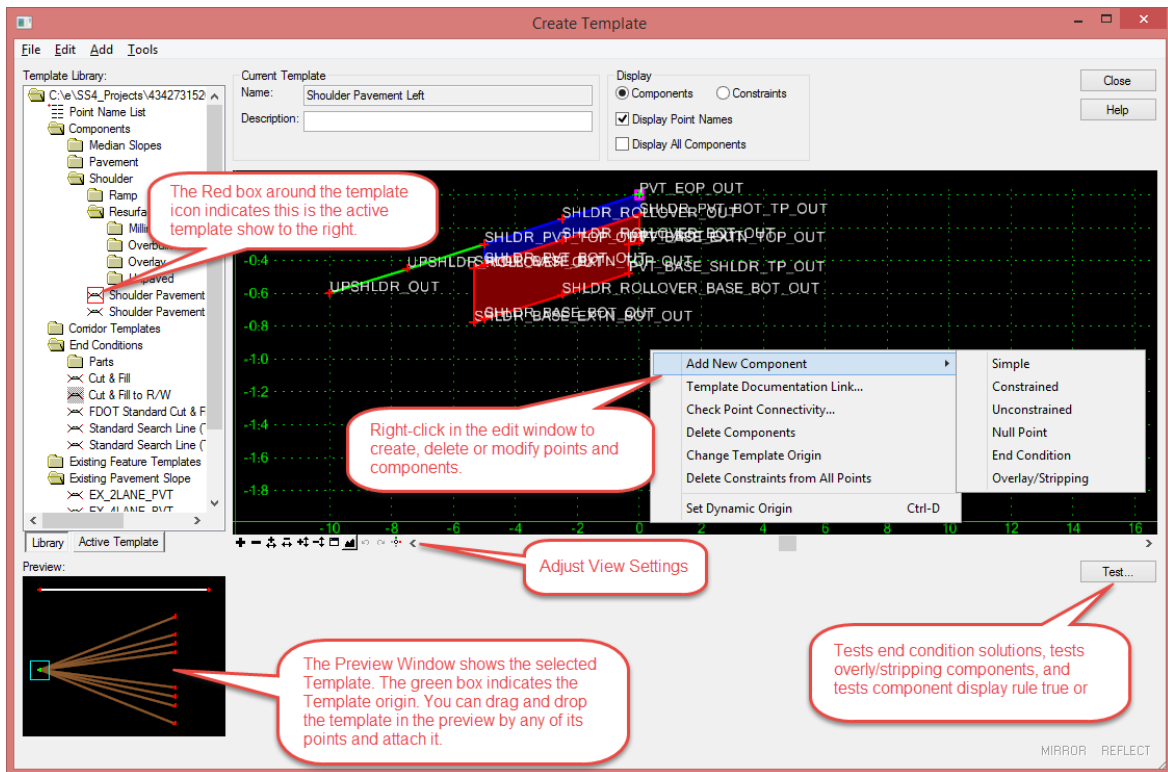 Create Template
File Edit Add Tools
Template Library:
C:\e\SS4_Projects\4342731520
Point Name List
Components
Median Slopes
Pavement
Shoulder
Ramp
Resurfa
Millin
Overbu
Overlay
Unpaved
Shoulder Pavement
Shoulder Pavement
Corridor Templates
End Conditions
Parts
Cut & Fill
Cut & Fill to R/W
FDOT Standard Cut & F
Standard Search Line (
Standard Search Line (
Existing Feature Templates
Existing Pavement Slope
EX_2LANE_PVT
EX_4LANE_PVT
Library Active Template
Current Template
Name: Shoulder Pavement Left
Description:
Display
Components Constraints
Display Point Names
Display All Components
Close
Help
The Red box around the template
icon indicates this is the active
template show to the right.
PVT_EOP_OUT
SHLDR_PVT_BOT_TP_OUT
UPSHLDR_OUT
PVT_BASE_SHLDR_TP_OUT
SHLDR_ROLLOVER_BASE_BOT_OUT
SHLDR_BASE_EXTN_BOT_OUT
-0.4
-0.6
-0.8
-1.0
-1.2
-1.4
-1.6
-1.8
-10 -8 -6 -4 -2 0 2 4 6 8 10 12 14 16
Right-click in the edit window to
create, delete or modify points and
components.
Add New Component
Template Documentation Link...
Check Point Connectivity...
Delete Components
Change Template Origin
Delete Constraints from All Points
Set Dynamic Origin Ctrl-D
Simple
Constrained
Unconstrained
Null Point
End Condition
Overlay/Stripping
Adjust View Settings
Test...
Preview:
The Preview Window shows the selected
Template. The green box indicates the
Template origin. You can drag and drop
the template in the preview by any of its
points and attach it.
Tests end condition solutions, tests
overly/stripping components, and
tests component display rule true or
MIRROR REFLECT